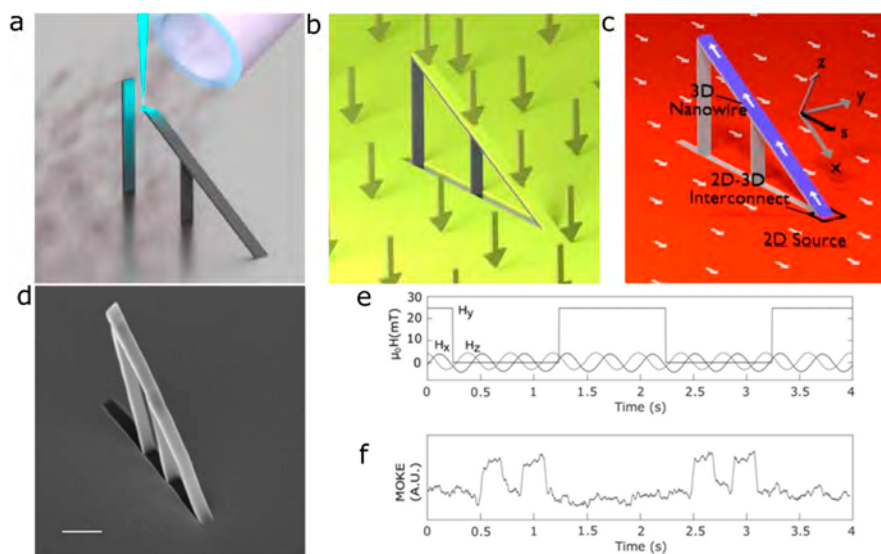 a
b
c
3D
Nanowire
2D-3D
Interconnect
2D Source
z
y
s
x
d
e
30
20
10
0
μ₀H(mT)
Hy
Hx
Hz
0 0.5 1 1.5 2 2.5 3 3.5 4
Time (s)
f
MOKE
(A.U.)
0 0.5 1 1.5 2 2.5 3 3.5 4
Time (s)